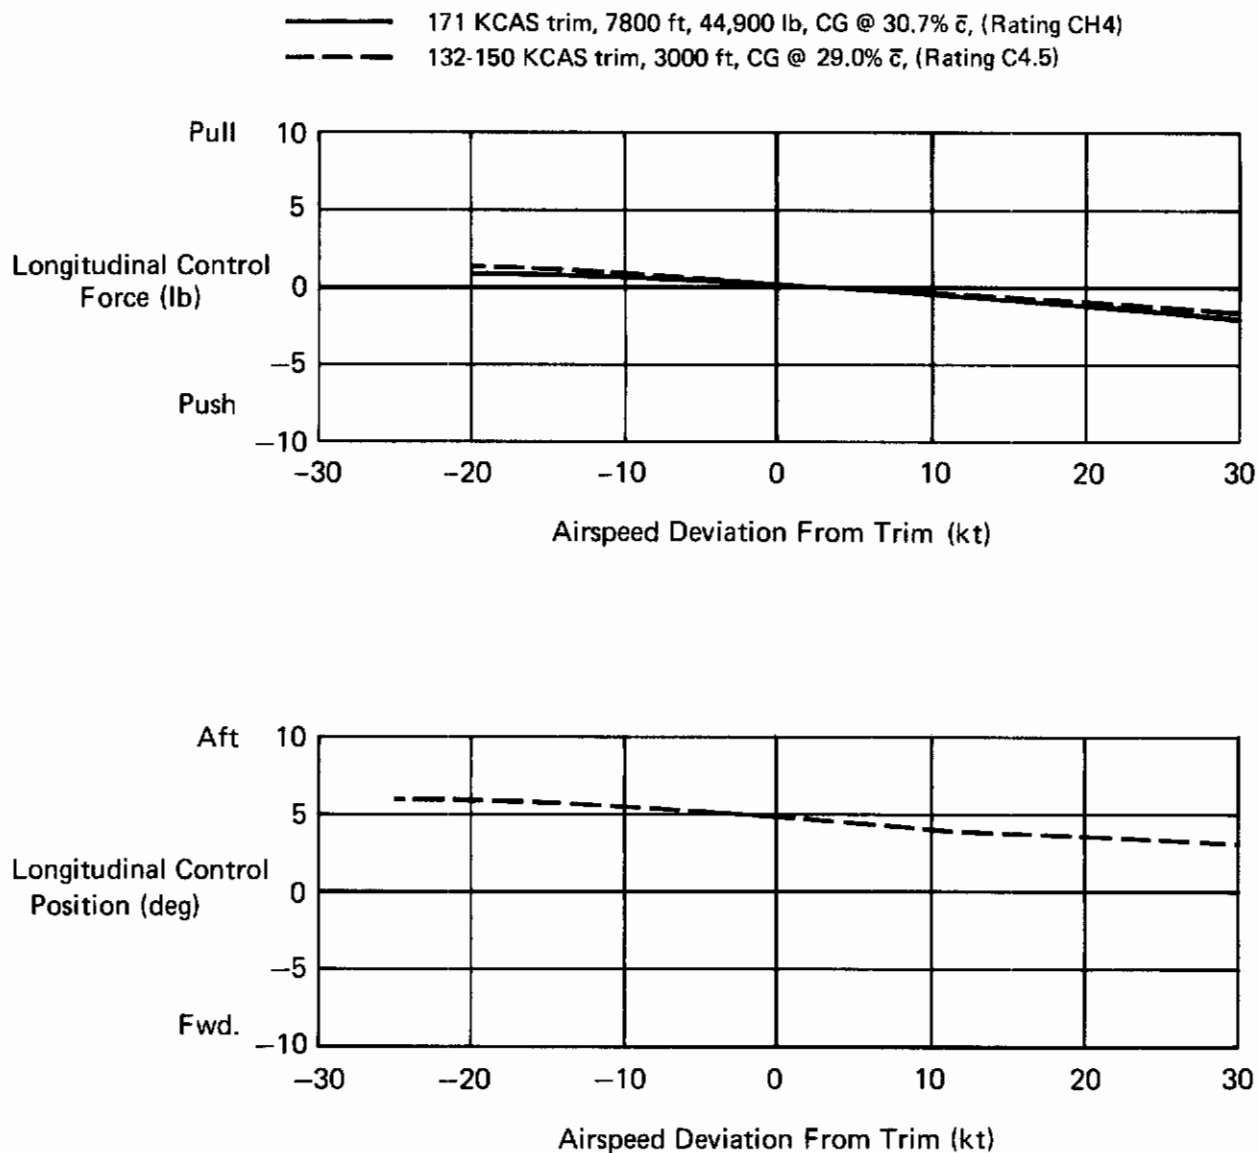 171 KCAS trim, 7800 ft, 44,900 lb, CG @ 30.7% c̅, (Rating CH4)
132-150 KCAS trim, 3000 ft, CG @ 29.0% c̅, (Rating C4.5)
Pull
10
5
Longitudinal Control
Force (lb)
0
−5
Push
−10
−30 −20 −10 0 10 20 30
Airspeed Deviation From Trim (kt)
Aft
10
5
Longitudinal Control
Position (deg)
0
−5
Fwd.
−10
−30 −20 −10 0 10 20 30
Airspeed Deviation From Trim (kt)